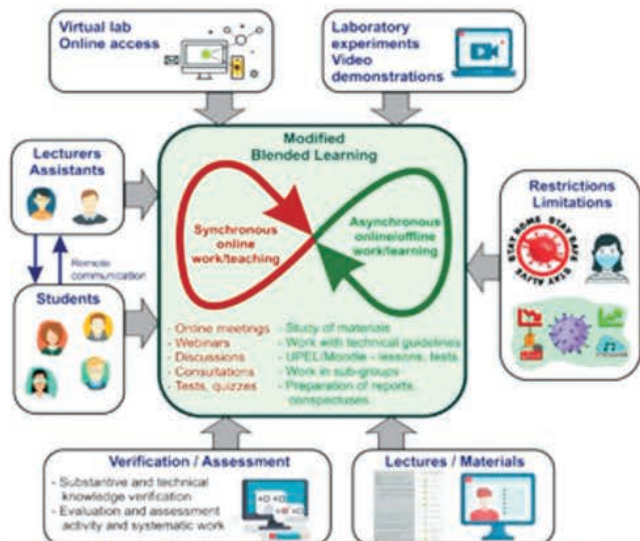 Virtual lab
Online access
Laboratory
experiments
Video
demonstrations
Modified
Blended Learning
Lecturers
Assistants
Synchronous
online
work/teaching
Asynchronous
online/offline
work/learning
Restrictions
Limitations
STAY HOME STAY SAFE STAY ALIVE
Remote
communication
Students
- Online meetings
- Webinars
- Discussions
- Consultations
- Tests, quizzes
- Study of materials
- Work with technical guidelines
- UPEL/Moodle - lessons, tests
- Work in sub-groups
- Preparation of reports,
conspectuses
Verification / Assessment
- Substantive and technical
knowledge verification
- Evaluation and assessment
activity and systematic work
Lectures / Materials